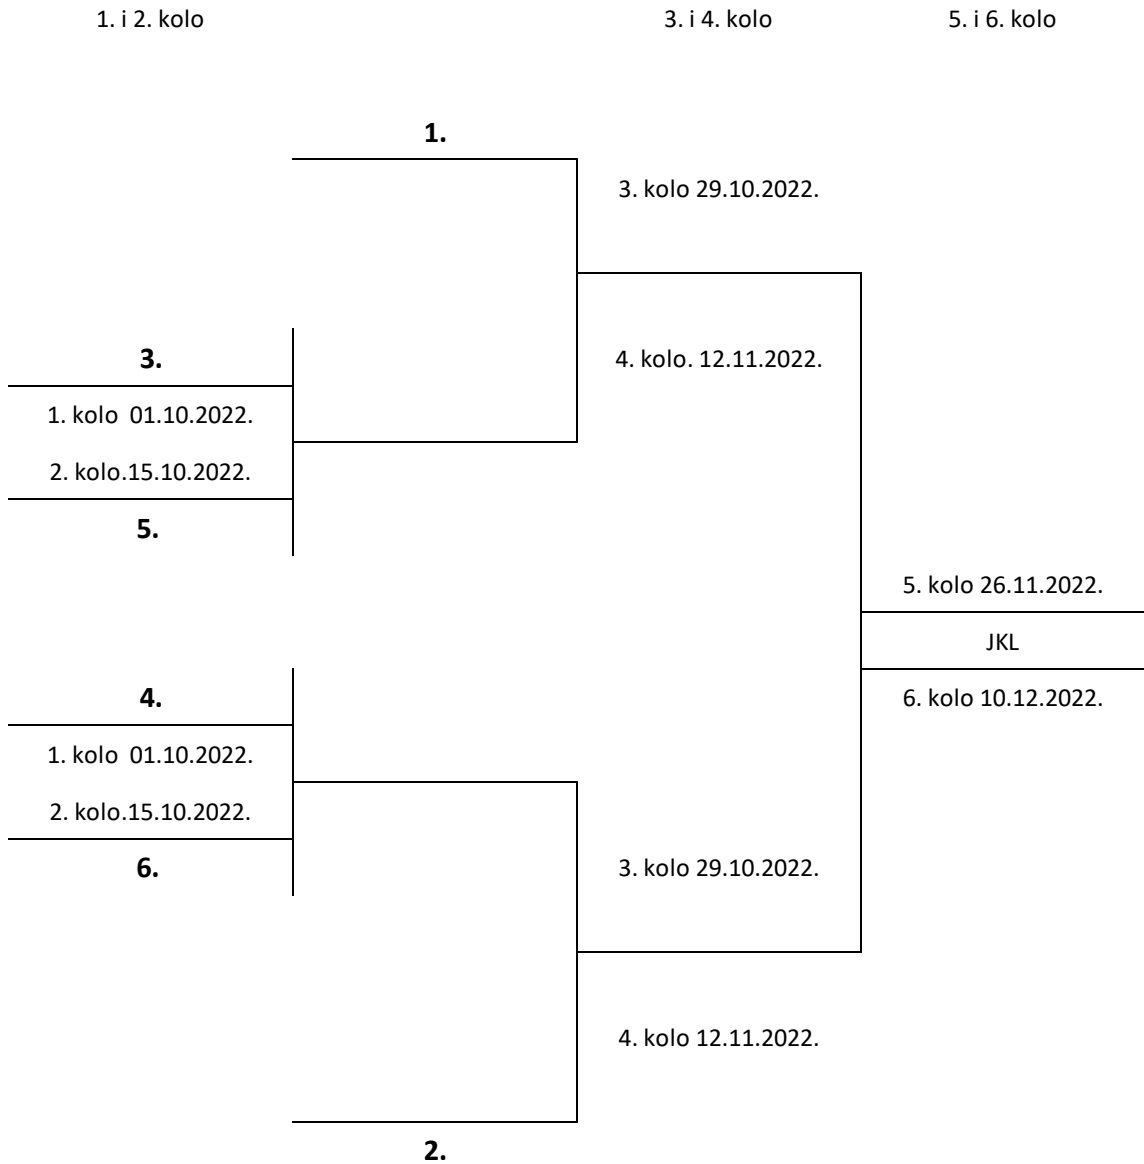 1. i 2. kolo
3. i 4. kolo
5. i 6. kolo
1.
3. kolo 29.10.2022.
3.
4. kolo. 12.11.2022.
1. kolo  01.10.2022.
2. kolo.15.10.2022.
5.
5. kolo 26.11.2022.
JKL
4.
6. kolo 10.12.2022.
1. kolo  01.10.2022.
2. kolo.15.10.2022.
6.
3. kolo 29.10.2022.
4. kolo 12.11.2022.
2.